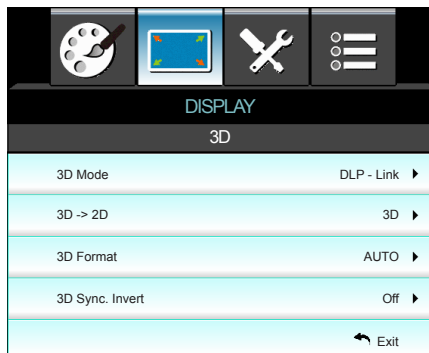 DISPLAY
3D
3D Mode DLP - Link
3D -> 2D 3D
3D Format AUTO
3D Sync. Invert Off
Exit